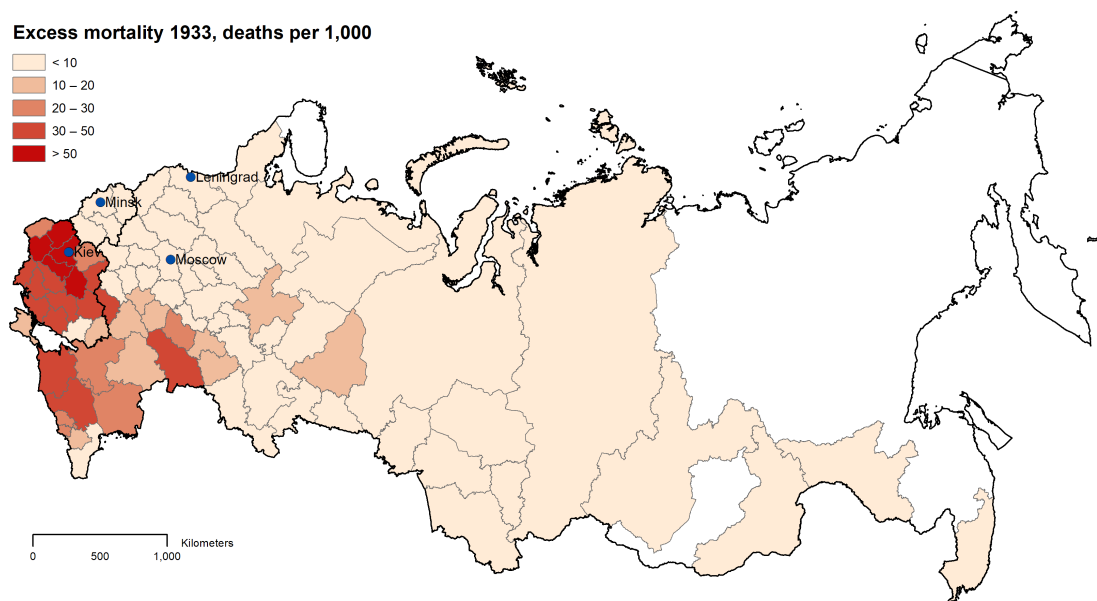 Excess mortality 1933, deaths per 1,000
< 10
10 – 20
20 – 30
30 – 50
> 50
Leningrad
Minsk
Kiev
Moscow
Kilometers
0 500 1,000